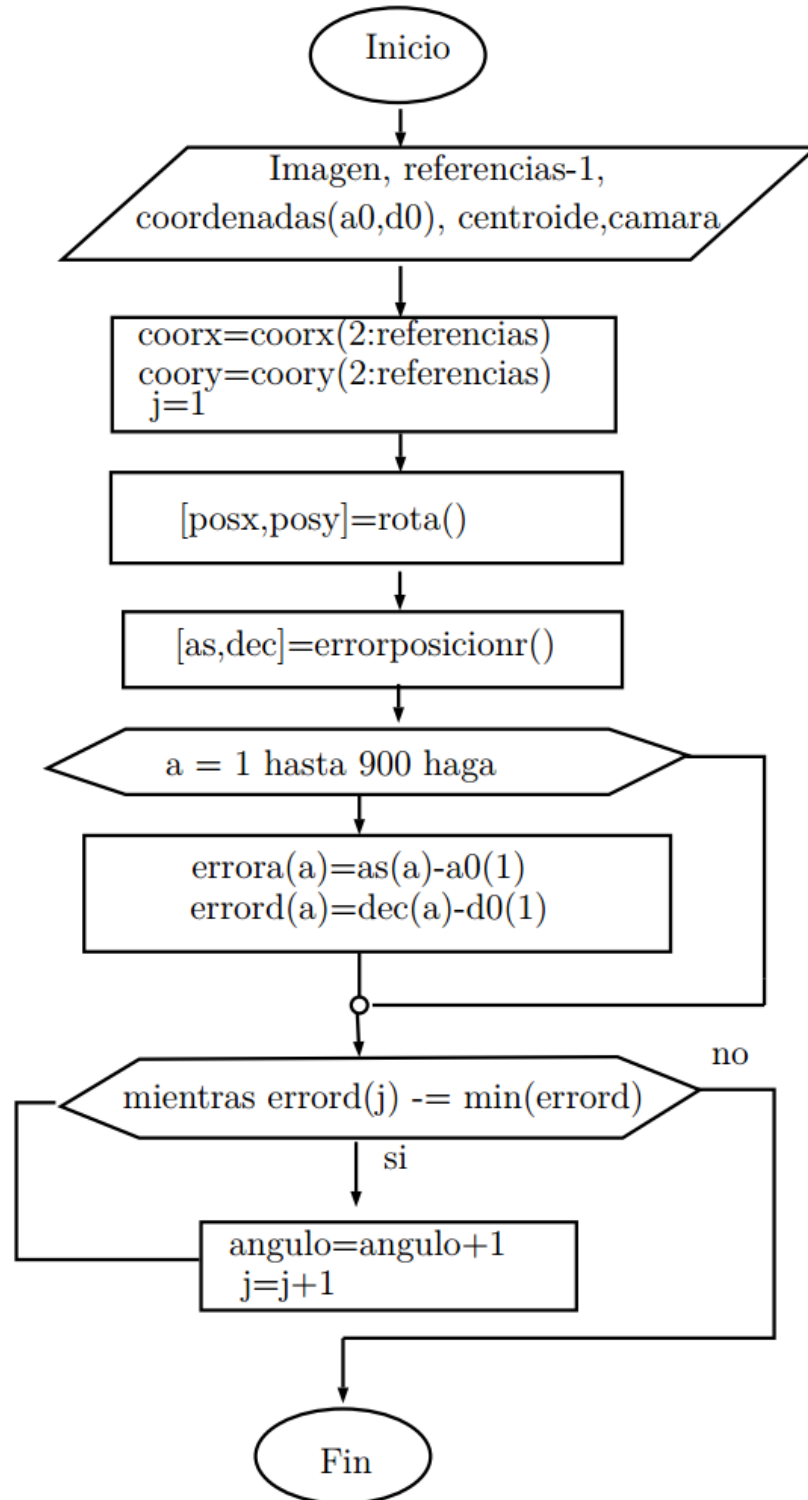 Inicio
Imagen, referencias-1,
coordenadas(a0,d0), centroide,camara
coorx=coorx(2:referencias)
coory=coory(2:referencias)
j=1
[posx,posy]=rota()
[as,dec]=errorposicionr()
a = 1 hasta 900 haga
errora(a)=as(a)-a0(1)
errord(a)=dec(a)-d0(1)
no
mientras errord(j) -= min(errord)
si
angulo=angulo+1
j=j+1
Fin